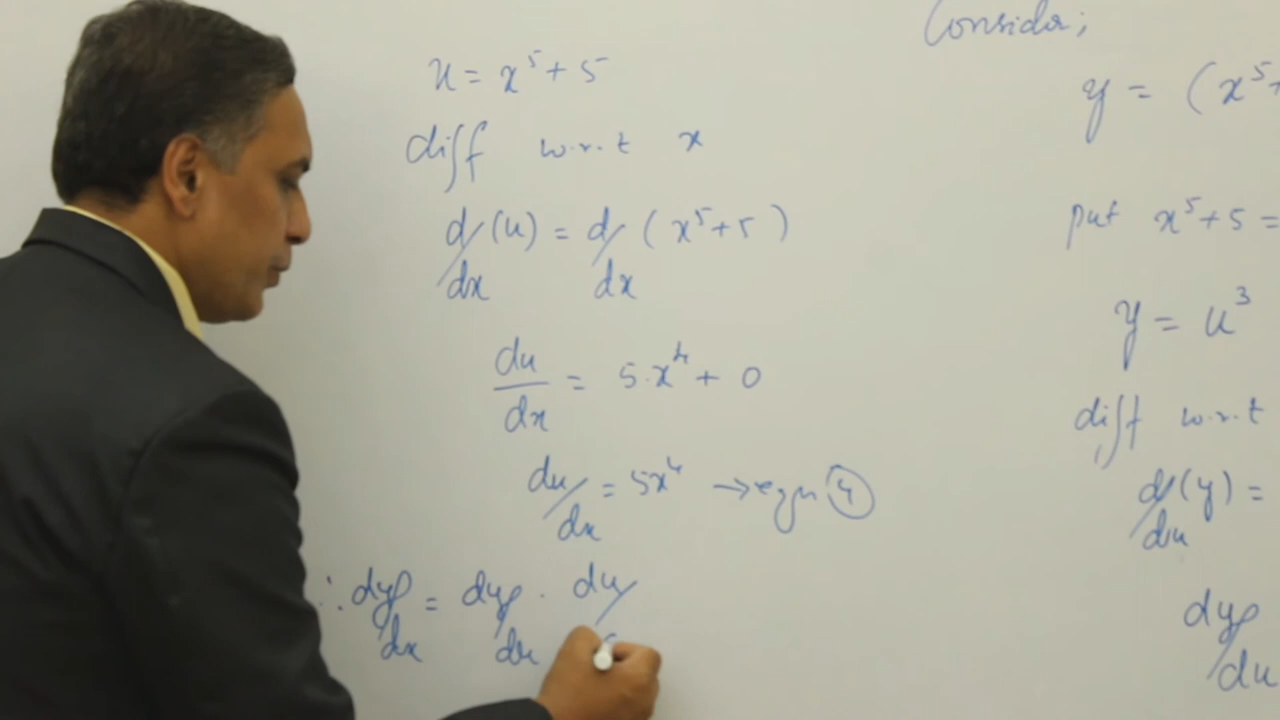 u = x⁵ + 5
diff w.r.t x
d/dx (u) = d/dx (x⁵+5)
du/dx = 5.x⁴ + 0
du/dx = 5x⁴ → eqn ④
∴ dy/dx = dy/du · du/
Consider;
y = (x⁵+
put x⁵+5 =
y = u³
diff w.r.t
d/du (y) =
dy/du